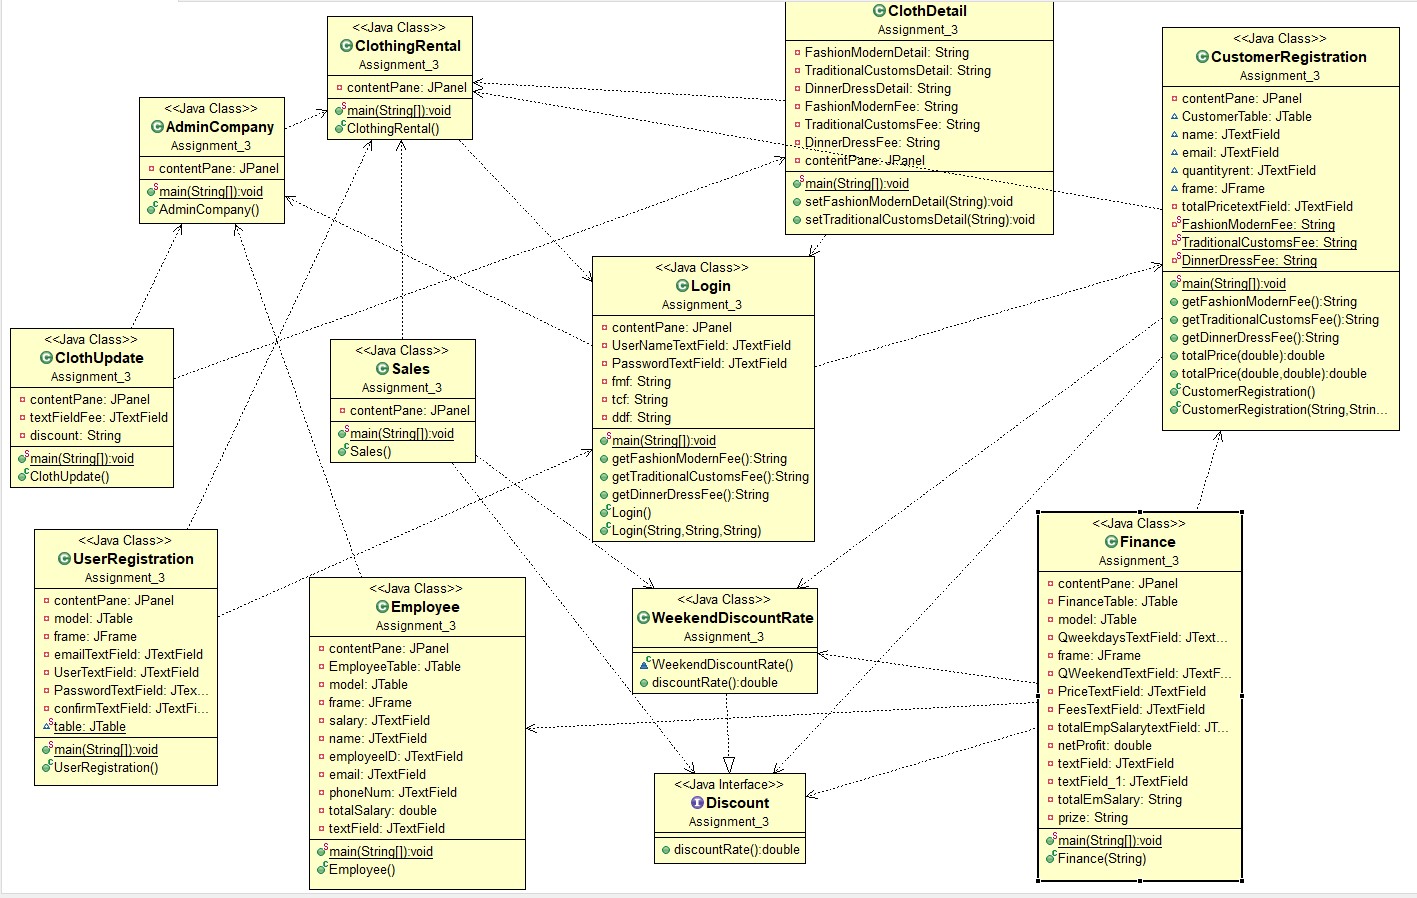 <<Java Class>>
ClothingRental
Assignment_3
contentPane: JPanel
main(String[]):void
ClothingRental()
ClothDetail
Assignment_3
FashionModernDetail: String
TraditionalCustomsDetail: String
DinnerDressDetail: String
FashionModernFee: String
TraditionalCustomsFee: String
DinnerDressFee: String
contentPane: JPanel
main(String[]):void
setFashionModernDetail(String):void
setTraditionalCustomsDetail(String):void
<<Java Class>>
CustomerRegistration
Assignment_3
contentPane: JPanel
CustomerTable: JTable
name: JTextField
email: JTextField
quantityrent: JTextField
frame: JFrame
totalPricetextField: JTextField
FashionModernFee: String
TraditionalCustomsFee: String
DinnerDressFee: String
main(String[]):void
getFashionModernFee():String
getTraditionalCustomsFee():String
getDinnerDressFee():String
totalPrice(double):double
totalPrice(double,double):double
CustomerRegistration()
CustomerRegistration(String,Strin...
<<Java Class>>
AdminCompany
Assignment_3
contentPane: JPanel
main(String[]):void
AdminCompany()
<<Java Class>>
Login
Assignment_3
contentPane: JPanel
UserNameTextField: JTextField
PasswordTextField: JTextField
fmf: String
tcf: String
ddf: String
main(String[]):void
getFashionModernFee():String
getTraditionalCustomsFee():String
getDinnerDressFee():String
Login()
Login(String,String,String)
<<Java Class>>
ClothUpdate
Assignment_3
contentPane: JPanel
textFieldFee: JTextField
discount: String
main(String[]):void
ClothUpdate()
<<Java Class>>
Sales
Assignment_3
contentPane: JPanel
main(String[]):void
Sales()
<<Java Class>>
UserRegistration
Assignment_3
contentPane: JPanel
model: JTable
frame: JFrame
emailTextField: JTextField
UserTextField: JTextField
PasswordTextField: JTex...
confirmTextField: JTextFi...
table: JTable
main(String[]):void
UserRegistration()
<<Java Class>>
Employee
Assignment_3
contentPane: JPanel
EmployeeTable: JTable
model: JTable
frame: JFrame
salary: JTextField
name: JTextField
employeeID: JTextField
email: JTextField
phoneNum: JTextField
totalSalary: double
textField: JTextField
main(String[]):void
Employee()
<<Java Class>>
WeekendDiscountRate
Assignment_3
WeekendDiscountRate()
discountRate():double
<<Java Interface>>
Discount
Assignment_3
discountRate():double
<<Java Class>>
Finance
Assignment_3
contentPane: JPanel
FinanceTable: JTable
model: JTable
QweekdaysTextField: JText...
frame: JFrame
QWeekendTextField: JTextF...
PriceTextField: JTextField
FeesTextField: JTextField
totalEmpSalarytextField: JT...
netProfit: double
textField: JTextField
textField_1: JTextField
totalEmSalary: String
prize: String
main(String[]):void
Finance(String)